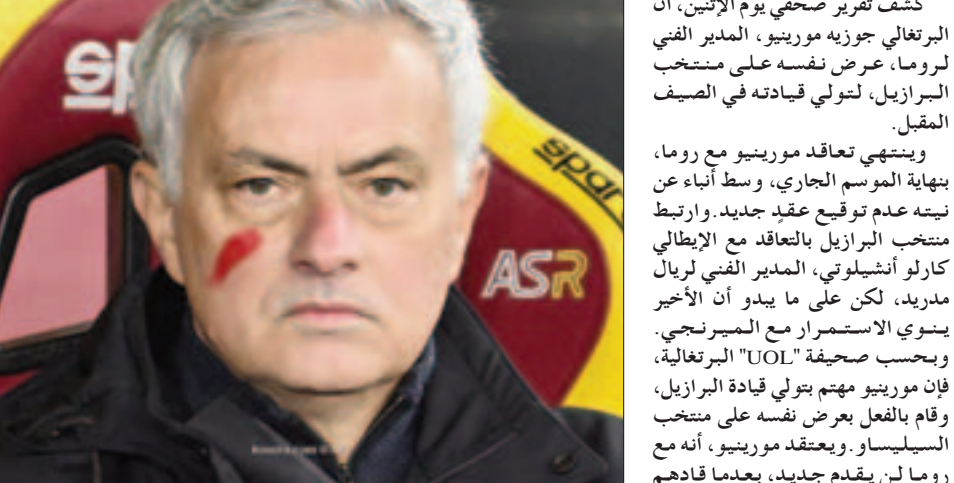 كشف تقرير صحفي يوم الإثنين، أن
البرتغالي جوزيه مورينيو، المدير الفني
لروما، عرض نفسه على منتخب
البرازيل، لتولي قيادته في الصيف
المقبل.
وينتهي تعاقد مورينيو مع روما،
بنهاية الموسم الجاري، وسط أنباء عن
نيته عدم توقيع عقدٍ جديد.وارتبط
منتخب البرازيل بالتعاقد مع الإيطالي
كارلو أنشيلوتي، المدير الفني لريال
مدريد، لكن على ما يبدو أن الأخير
ينوي الاستمرار مع الميرنجي.
وبحسب صحيفة "UOL" البرتغالية،
فإن مورينيو مهتم بتولي قيادة البرازيل،
وقام بالفعل بعرض نفسه على منتخب
السيليساو.ويعتقد مورينيو، أنه مع
روما لن يقدم جديد، بعدما قادهم
sp
spar
ASR